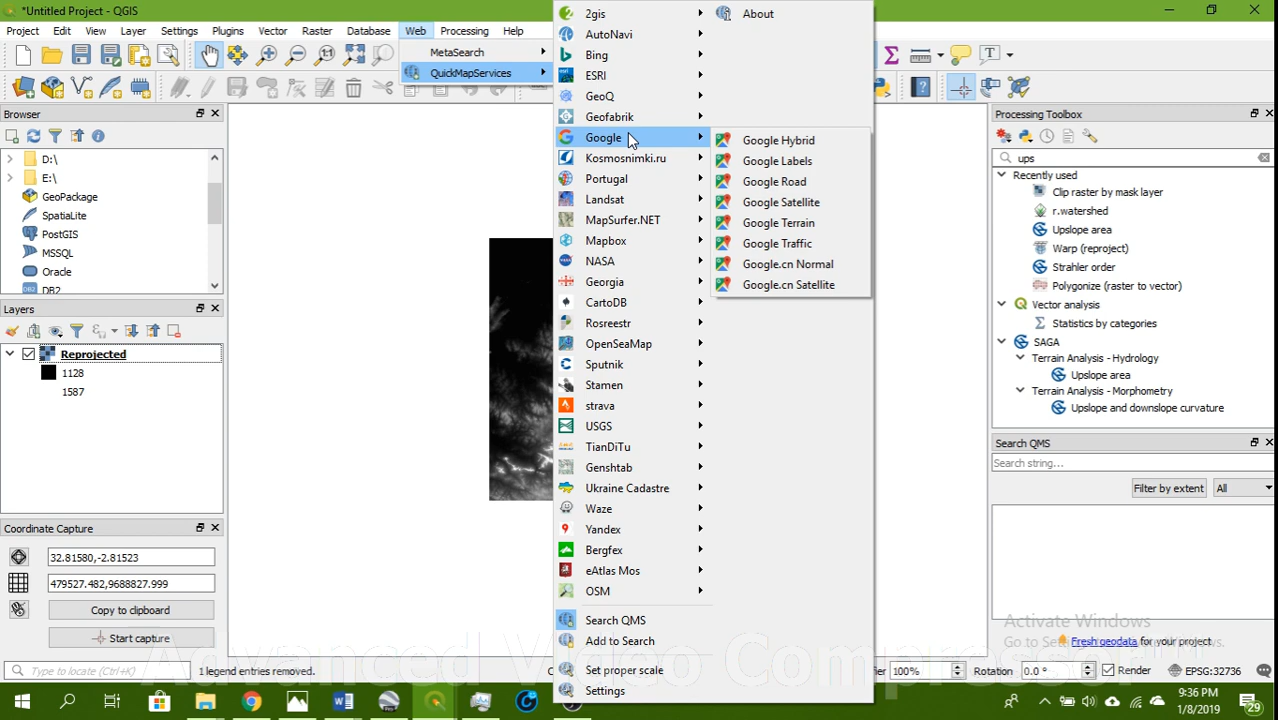 *Untitled Project - QGIS
Project Edit View Layer Settings Plugins Vector Raster Database Web Processing Help
MetaSearch
QuickMapServices
2gis
AutoNavi
Bing
ESRI
GeoQ
Geofabrik
Google
Kosmosnimki.ru
Portugal
Landsat
MapSurfer.NET
Mapbox
NASA
Georgia
CartoDB
Rosreestr
OpenSeaMap
Sputnik
Stamen
strava
USGS
TianDiTu
Genshtab
Ukraine Cadastre
Waze
Yandex
Bergfex
eAtlas Mos
OSM
Search QMS
Add to Search
Set proper scale
Settings
About
Google Hybrid
Google Labels
Google Road
Google Satellite
Google Terrain
Google Traffic
Google.cn Normal
Google.cn Satellite
Browser
D:\
E:\
GeoPackage
SpatiaLite
PostGIS
MSSQL
Oracle
DB2
Layers
Reprojected
1128
1587
Coordinate Capture
32.81580,-2.81523
479527.482,9688827.999
Copy to clipboard
Start capture
Processing Toolbox
ups
Recently used
Clip raster by mask layer
r.watershed
Upslope area
Warp (reproject)
Strahler order
Polygonize (raster to vector)
Vector analysis
Statistics by categories
SAGA
Terrain Analysis - Hydrology
Upslope area
Terrain Analysis - Morphometry
Upslope and downslope curvature
Search QMS
Search string...
Filter by extent All
Activate Windows
Fresh geodata for your project
Advanced Video Compressor
Type to locate (Ctrl+K) 1 legend entries removed. 100% Rotation 0.0 ° Render EPSG:32736
9:36 PM
1/8/2019
29